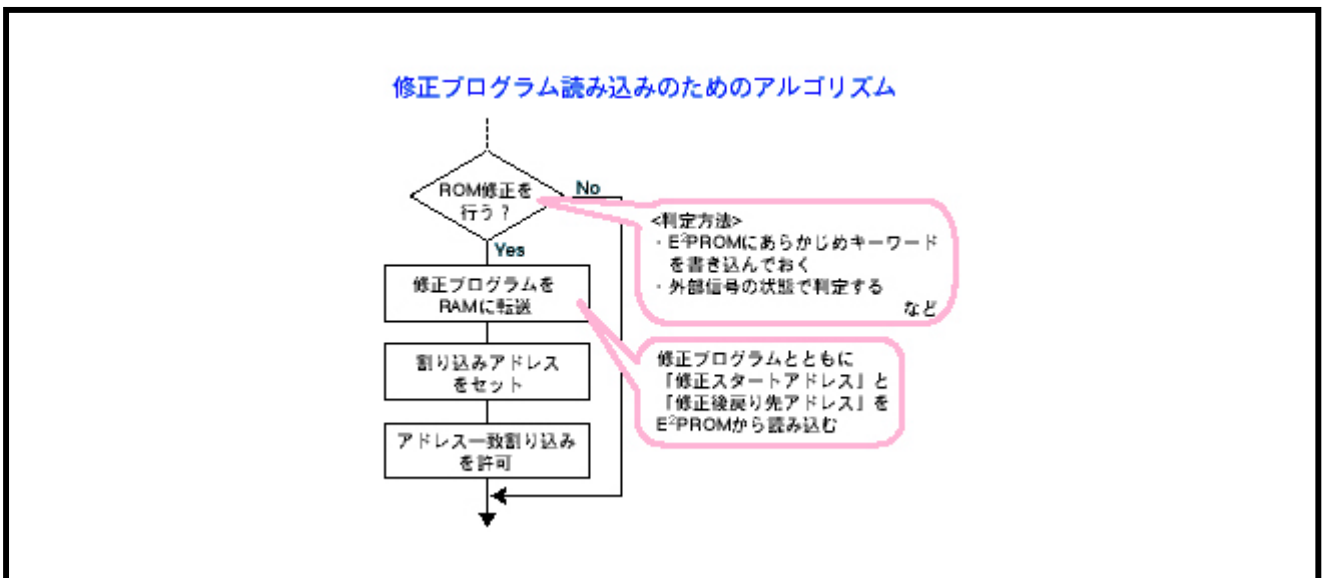 修正プログラム読み込みのためのアルゴリズム
ROM修正を
行う？
No
<判定方法>
・E²PROMにあらかじめキーワード
を書き込んでおく
・外部信号の状態で判定する
など
Yes
修正プログラムを
RAMに転送
修正プログラムとともに
「修正スタートアドレス」と
「修正後戻り先アドレス」を
E²PROMから読み込む
割り込みアドレス
をセット
アドレス一致割り込み
を許可